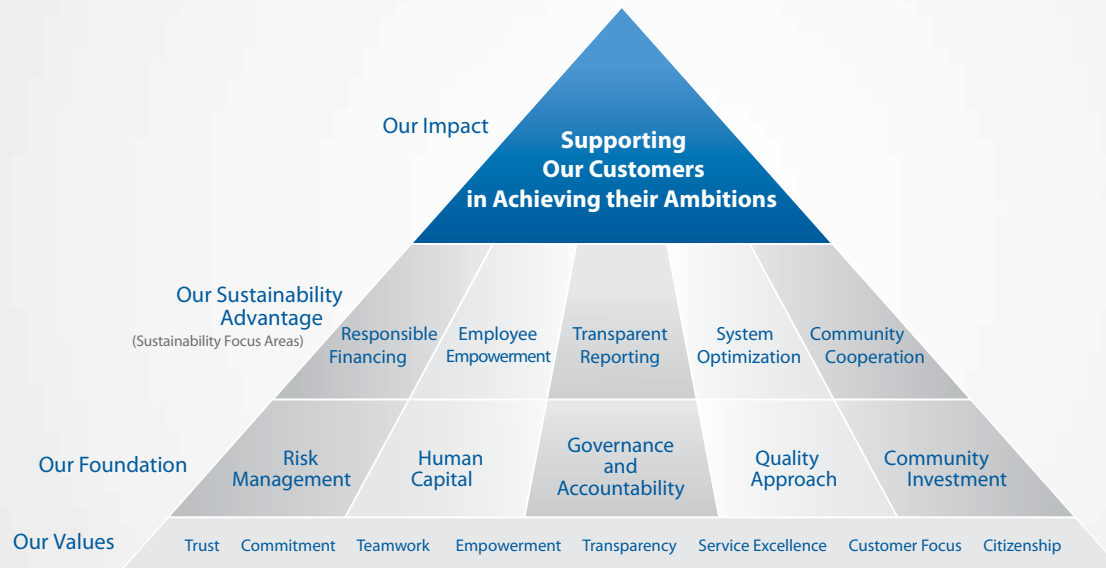 Our Impact
Supporting
Our Customers
in Achieving their Ambitions
Our Sustainability
Advantage
(Sustainability Focus Areas)
Responsible
Financing
Employee
Empowerment
Transparent
Reporting
System
Optimization
Community
Cooperation
Our Foundation
Risk
Management
Human
Capital
Governance
and
Accountability
Quality
Approach
Community
Investment
Our Values
Trust Commitment Teamwork Empowerment Transparency Service Excellence Customer Focus Citizenship